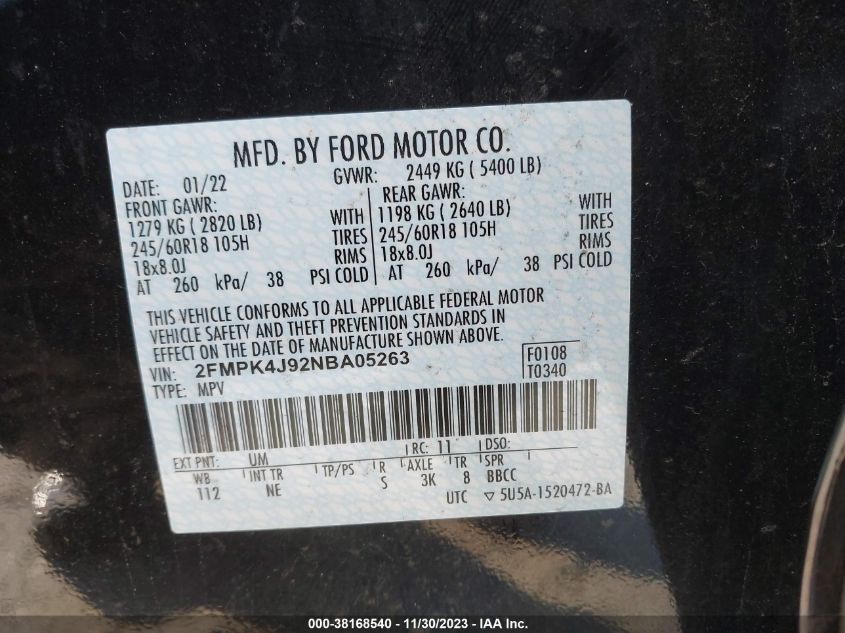 MFD. BY FORD MOTOR CO.
DATE: 01/22 GVWR: 2449 KG ( 5400 LB)
FRONT GAWR: REAR GAWR:
1279 KG ( 2820 LB) WITH 1198 KG ( 2640 LB) WITH
245/60R18 105H TIRES 245/60R18 105H TIRES
18x8.0J RIMS 18x8.0J RIMS
AT 260 kPa/ 38 PSI COLD AT 260 kPa/ 38 PSI COLD
THIS VEHICLE CONFORMS TO ALL APPLICABLE FEDERAL MOTOR
VEHICLE SAFETY AND THEFT PREVENTION STANDARDS IN
EFFECT ON THE DATE OF MANUFACTURE SHOWN ABOVE.
VIN: 2FMPK4J92NBA05263 F0108
TYPE: MPV T0340
EXT PNT: UM RC: 11 DSO:
WB INT TR TP/PS R AXLE TR SPR
112 NE S 3K 8 BBCC
UTC ▽ 5U5A-1520472-BA
000-38168540 - 11/30/2023 - IAA Inc.